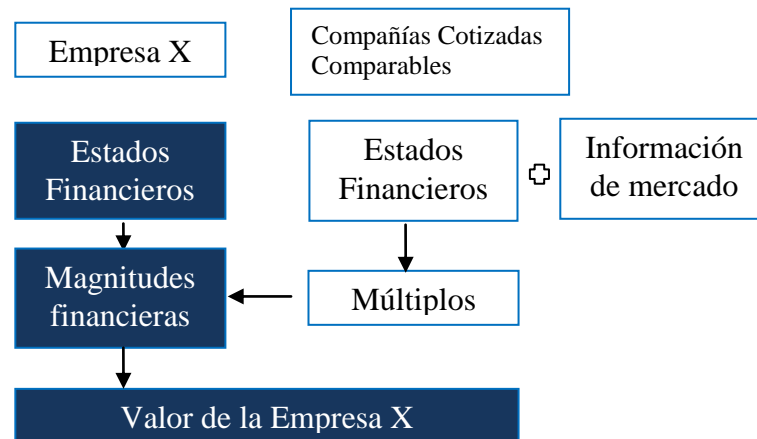 Empresa X
Compañías Cotizadas
Comparables
Estados
Financieros
Estados
Financieros
Información
de mercado
Magnitudes
financieras
Múltiplos
Valor de la Empresa X